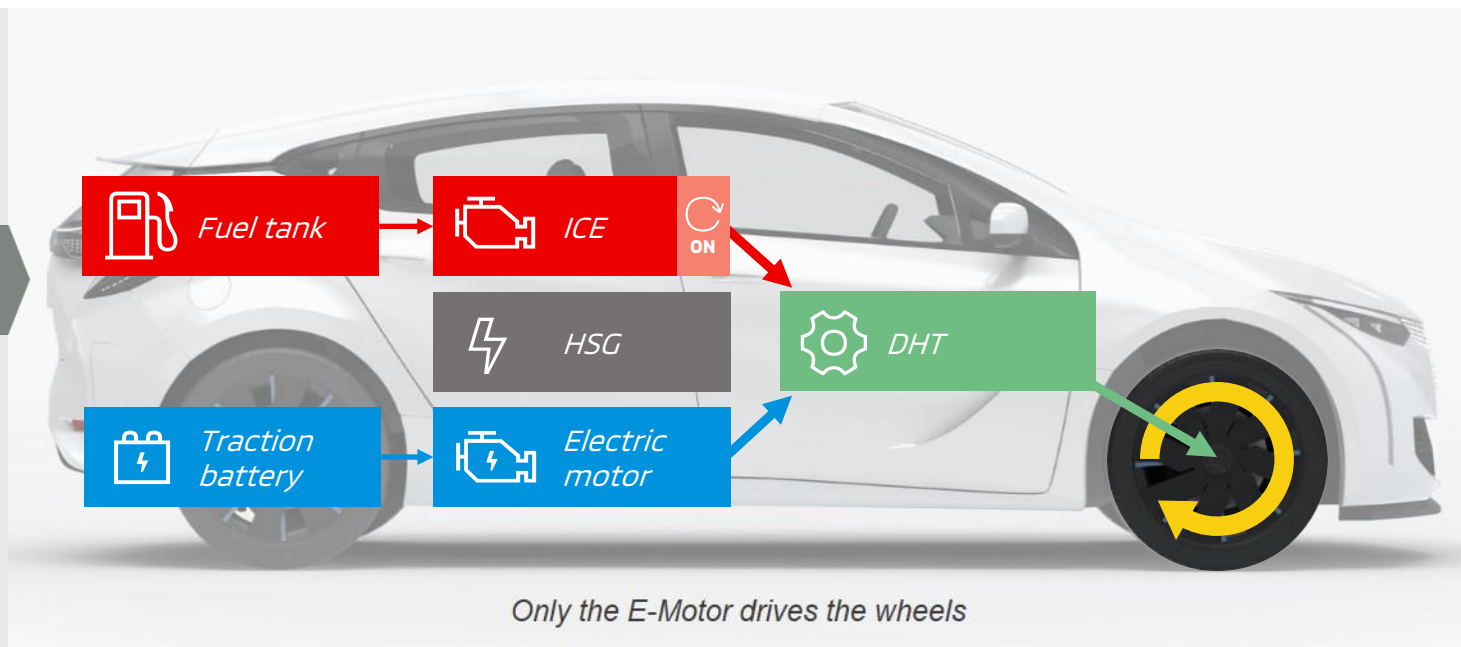 Fuel tank
ICE
ON
HSG
DHT
Traction
battery
Electric
motor
Only the E-Motor drives the wheels